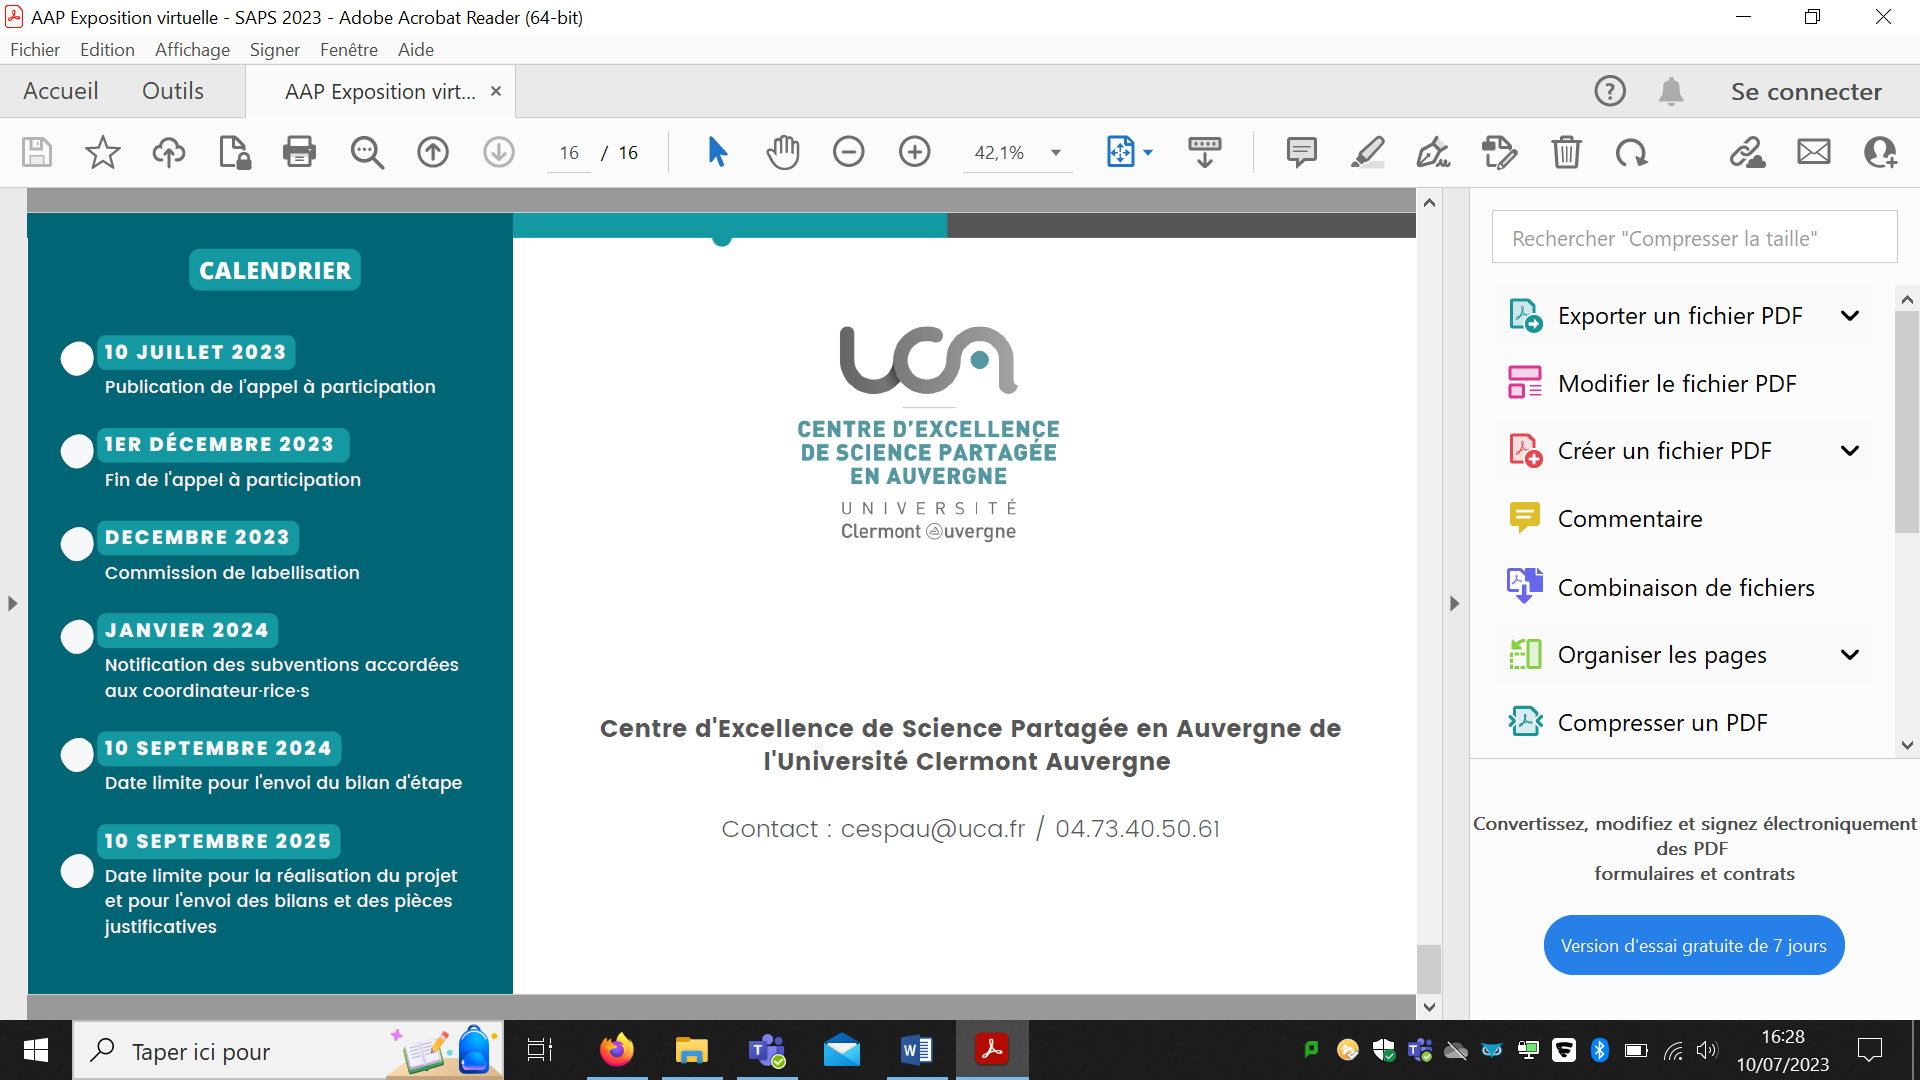 AAP Exposition virtuelle - SAPS 2023 - Adobe Acrobat Reader (64-bit)
Fichier Edition Affichage Signer Fenêtre Aide
Accueil Outils AAP Exposition virt... × Se connecter
16 / 16 42,1%
CALENDRIER
10 JUILLET 2023
Publication de l'appel à participation
1ER DÉCEMBRE 2023
Fin de l'appel à participation
DECEMBRE 2023
Commission de labellisation
JANVIER 2024
Notification des subventions accordées
aux coordinateur·rice·s
10 SEPTEMBRE 2024
Date limite pour l'envoi du bilan d'étape
10 SEPTEMBRE 2025
Date limite pour la réalisation du projet
et pour l'envoi des bilans et des pièces
justificatives
UCA
CENTRE D'EXCELLENCE
DE SCIENCE PARTAGÉE
EN AUVERGNE
UNIVERSITÉ
Clermont Auvergne
Centre d'Excellence de Science Partagée en Auvergne de
l'Université Clermont Auvergne
Contact : cespau@uca.fr / 04.73.40.50.61
Rechercher "Compresser la taille"
Exporter un fichier PDF
Modifier le fichier PDF
Créer un fichier PDF
Commentaire
Combinaison de fichiers
Organiser les pages
Compresser un PDF
Convertissez, modifiez et signez électroniquement
des PDF
formulaires et contrats
Version d'essai gratuite de 7 jours
Taper ici pour
16:28
10/07/2023